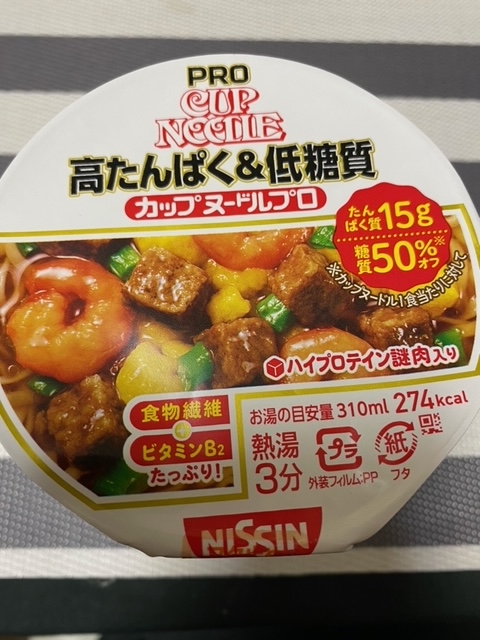 PRO
CUP
NOODLE
高たんぱく&低糖質
カップヌードルプロ
たん
ぱく質15g
糖
質50%※
オフ
※カップヌードル1食当たりに対して
ハイプロテイン謎肉入り
食物繊維
+
ビタミンB2
たっぷり!
お湯の目安量 310ml 274kcal
熱湯
3分
プラ
外装フィルム:PP
紙
フタ
NISSIN